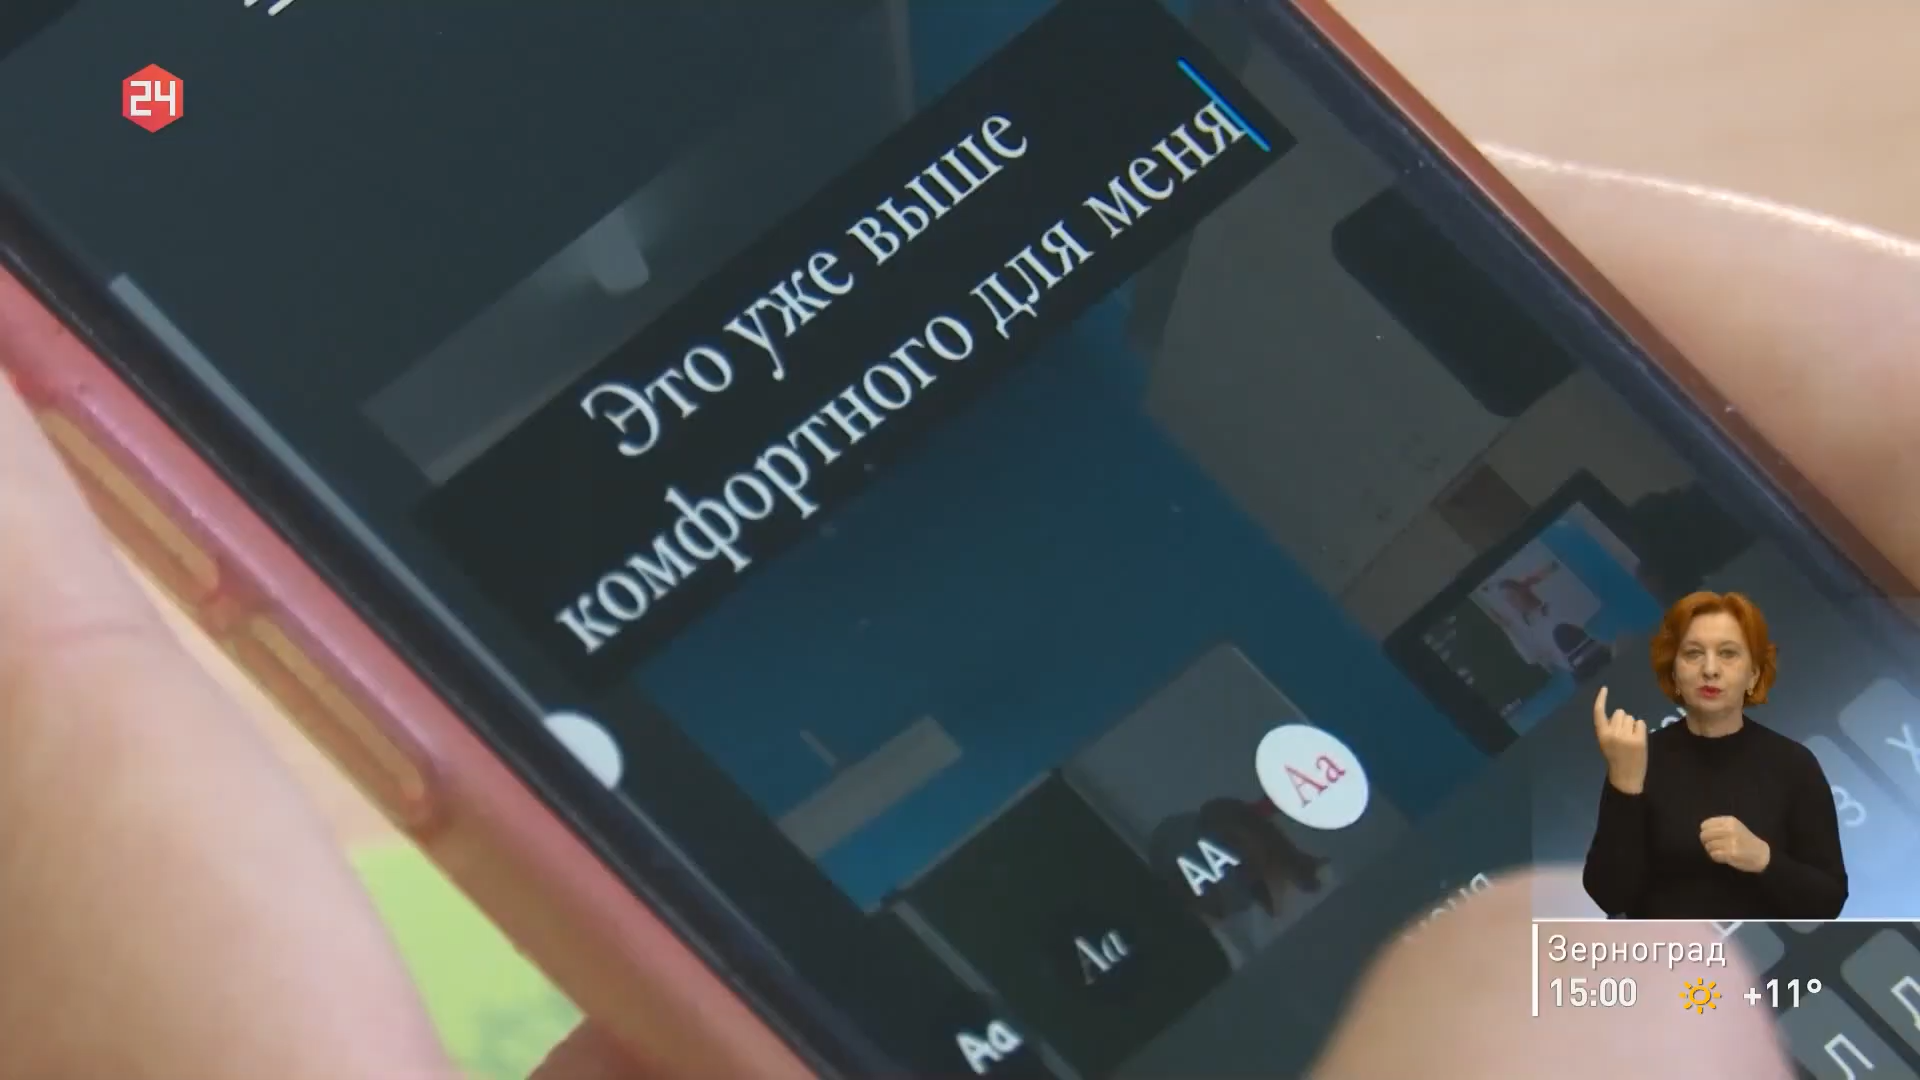 24
Это уже выше
комфортного для меня
Aa
AA
Aa
Aa
З
Х
Л
Зерноград
15:00 +11°